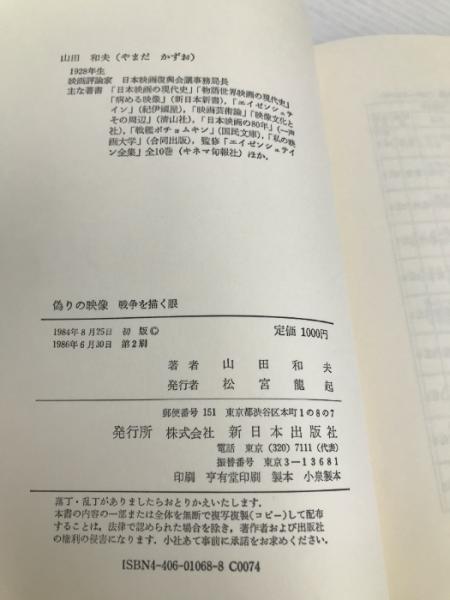 山田 和夫（やまだ かずお）
1928年生
映画評論家 日本映画復興会議事務局長
主な著書 「日本映画の現代史」「物語世界映画の現代史」
「病める映像」（新日本新書），「エイゼンシュテ
イン」（紀伊國屋），「映画芸術論」「映像文化と
その周辺」（啓山社），「日本映画の80年」（一声
社），「戦艦ポチョムキン」（国民文庫），「私の映
画大学」（合同出版），監修「エイゼンシュテイ
ン全集」全10巻（キネマ旬報社）ほか．
偽りの映像 戦争を描く眼
1984年8月25日 初 版©
1986年6月30日 第2刷
定価 1000円
著者 山田和夫
発行者 松宮龍起
郵便番号 151 東京都渋谷区本町1の8の7
発行所 株式会社 新日本出版社
電話 東京（320）7111（代表）
振替番号 東京3－13681
印刷 亨有堂印刷 製本 小泉製本
落丁・乱丁がありましたらおとりかえいたします．
本書の内容の一部または全体を無断で複写複製（コピー）して配布
することは，法律で認められた場合を除き，著作者および出版社
の権利の侵害になります．小社あて事前に承諾をお求めください．
ISBN4-406-01068-8 C0074